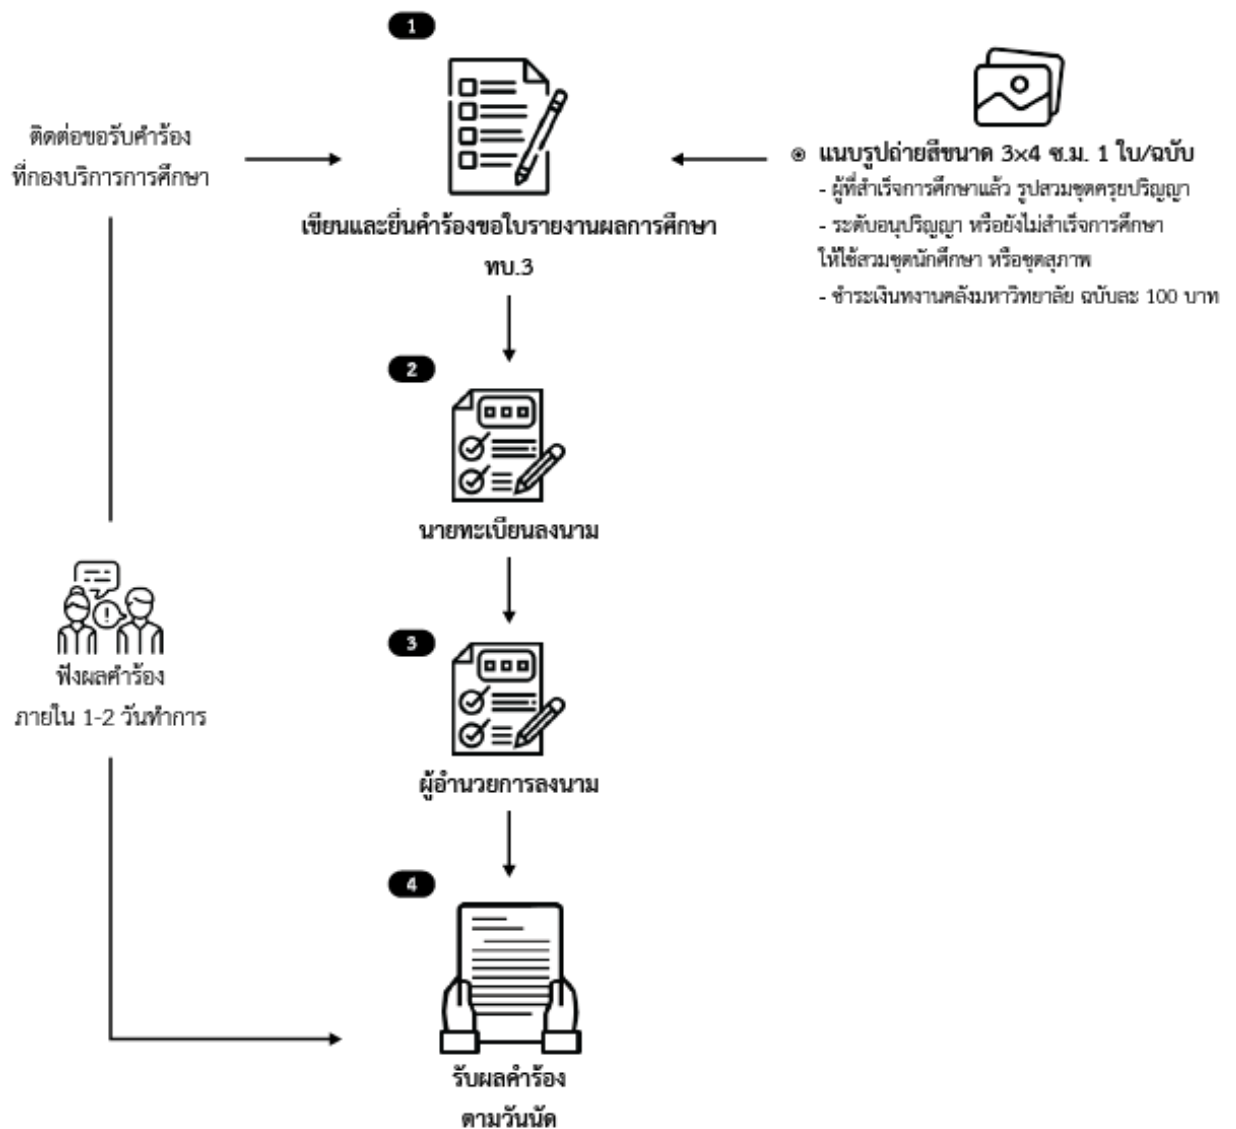 1
ติดต่อขอรับคำร้อง
ที่กองบริการการศึกษา
เขียนและยื่นคำร้องขอใบรายงานผลการศึกษา
ทบ.3
๏ แนบรูปถ่ายสีขนาด 3x4 ซ.ม. 1 ใบ/ฉบับ
- ผู้ที่สำเร็จการศึกษาแล้ว รูปสวมชุดครุยปริญญา
- ระดับอนุปริญญา หรือยังไม่สำเร็จการศึกษา
ให้ใช้สวมชุดนักศึกษา หรือชุดสุภาพ
- ชำระเงินทงานคลังมหาวิทยาลัย ฉบับละ 100 บาท
2
นายทะเบียนลงนาม
3
ผู้อำนวยการลงนาม
ฟังผลคำร้อง
ภายใน 1-2 วันทำการ
4
รับผลคำร้อง
ตามวันนัด